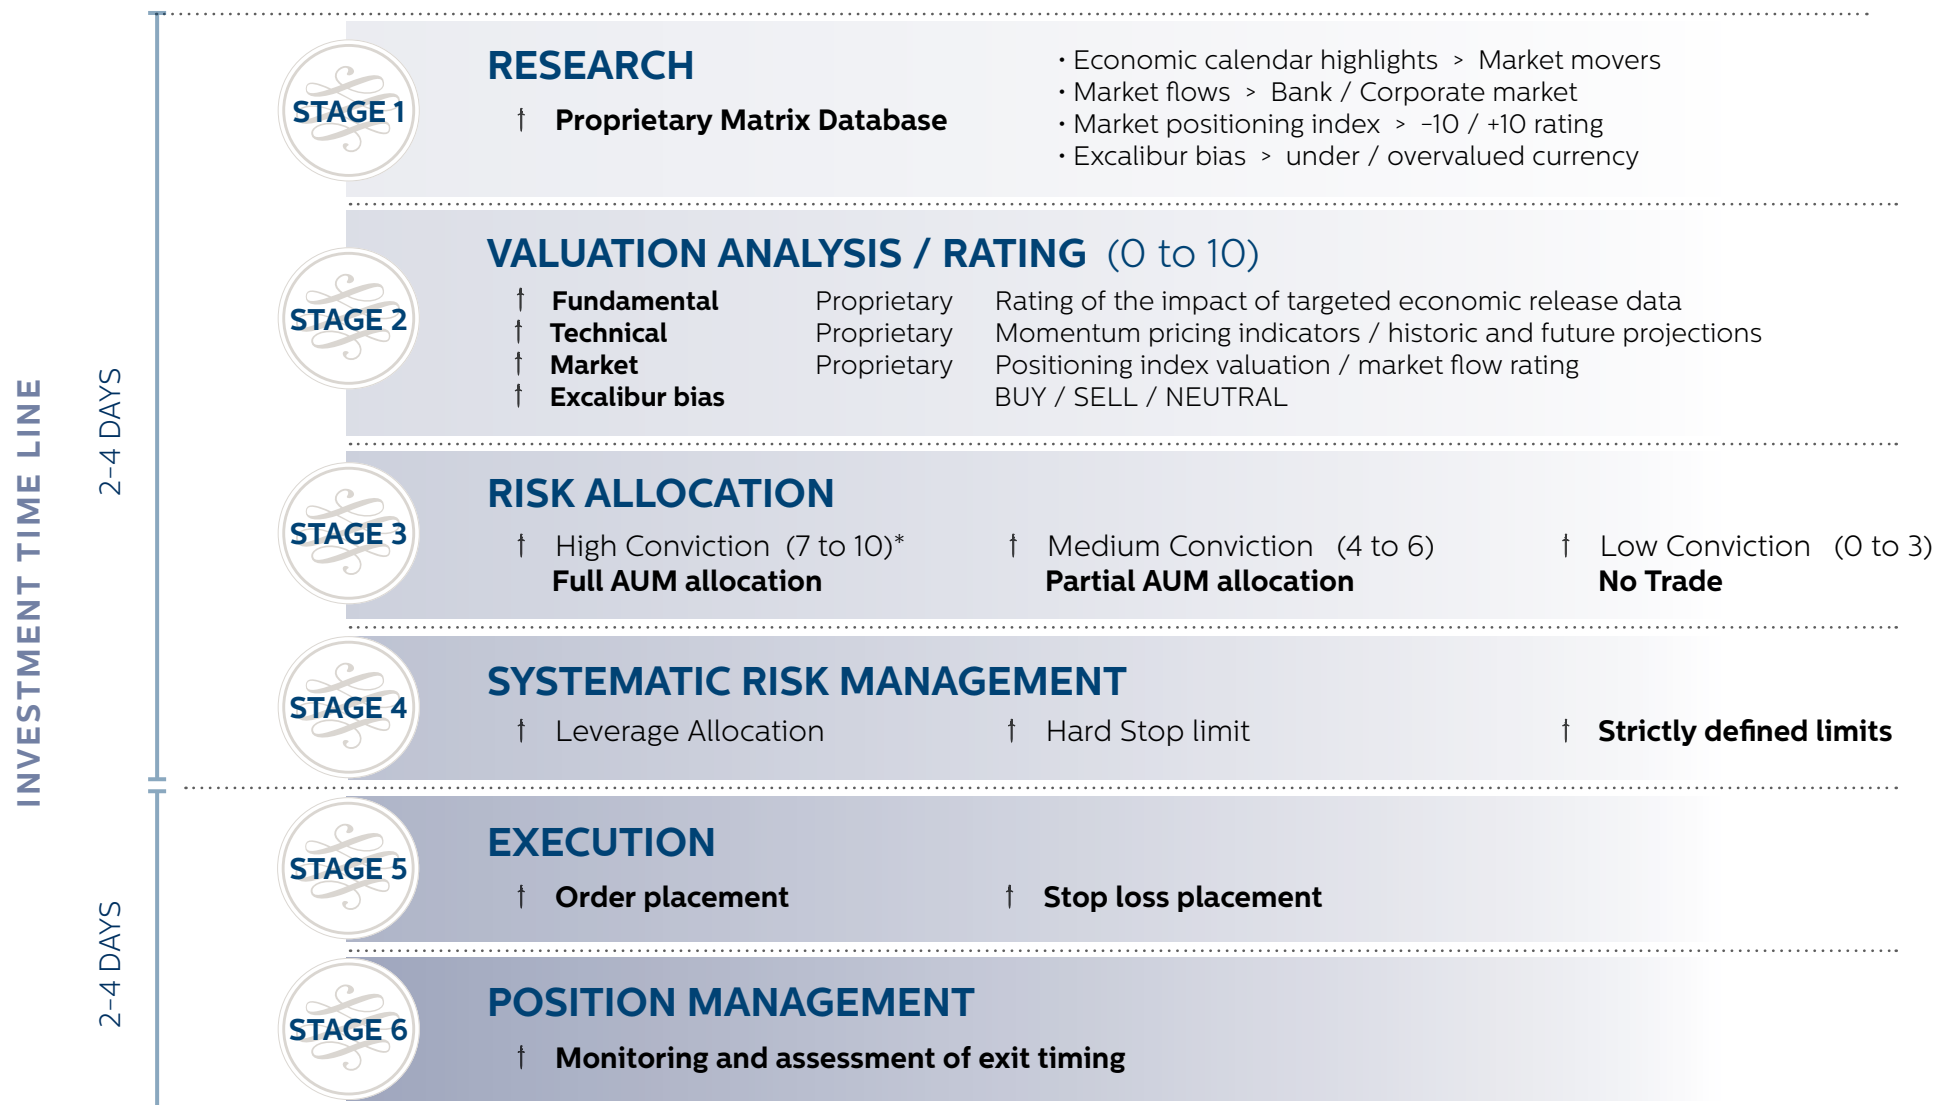 INVESTMENT TIME LINE
2–4 DAYS
STAGE 1
RESEARCH
† Proprietary Matrix Database
• Economic calendar highlights > Market movers
• Market flows > Bank / Corporate market
• Market positioning index > –10 / +10 rating
• Excalibur bias > under / overvalued currency
STAGE 2
VALUATION ANALYSIS / RATING (0 to 10)
† Fundamental Proprietary Rating of the impact of targeted economic release data
† Technical Proprietary Momentum pricing indicators / historic and future projections
† Market Proprietary Positioning index valuation / market flow rating
† Excalibur bias BUY / SELL / NEUTRAL
STAGE 3
RISK ALLOCATION
† High Conviction (7 to 10)* † Medium Conviction (4 to 6) † Low Conviction (0 to 3)
Full AUM allocation Partial AUM allocation No Trade
STAGE 4
SYSTEMATIC RISK MANAGEMENT
† Leverage Allocation † Hard Stop limit † Strictly defined limits
2–4 DAYS
STAGE 5
EXECUTION
† Order placement † Stop loss placement
STAGE 6
POSITION MANAGEMENT
† Monitoring and assessment of exit timing